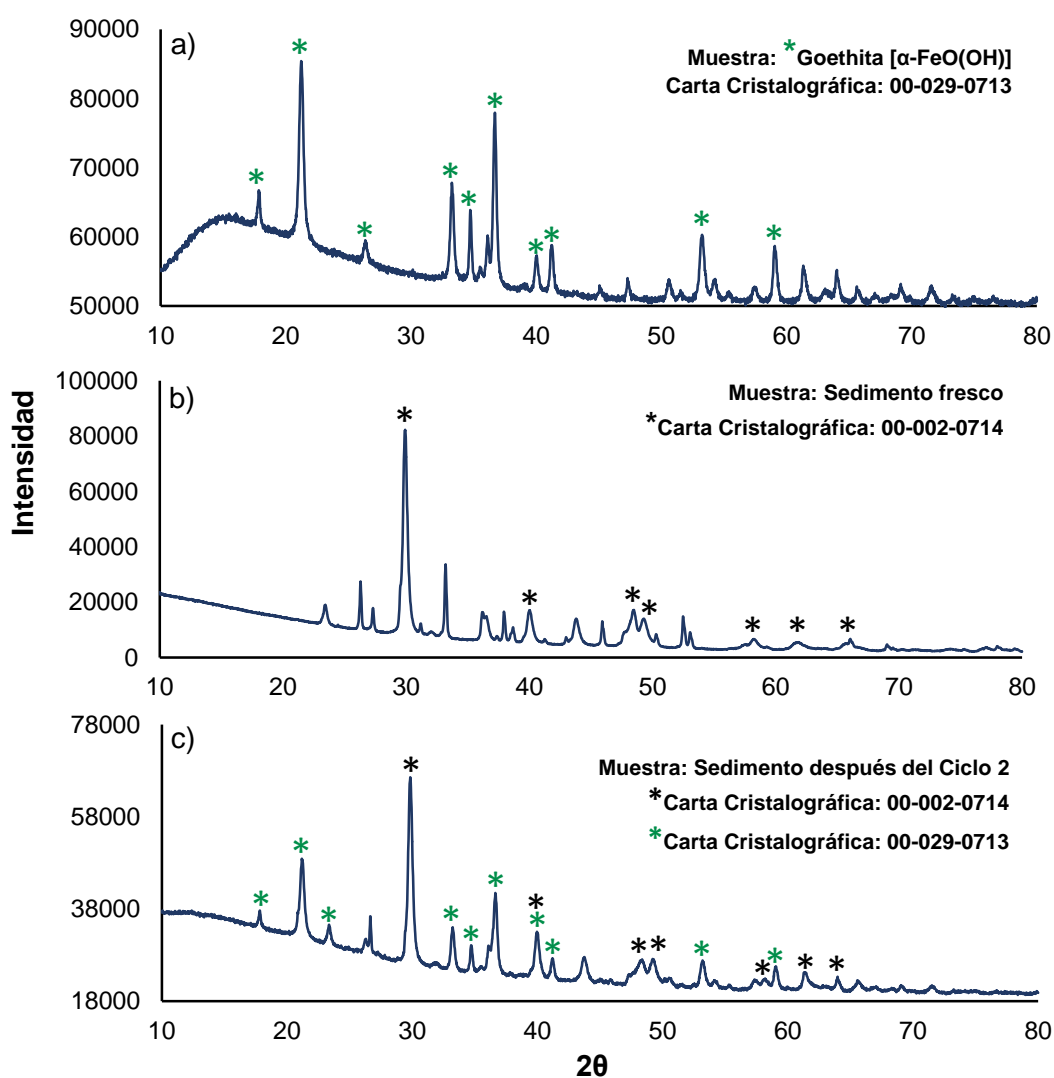 Intensidad
a)
Muestra: *Goethita [α-FeO(OH)]
Carta Cristalográfica: 00-029-0713
90000
80000
70000
60000
50000
10 20 30 40 50 60 70 80
b)
Muestra: Sedimento fresco
*Carta Cristalográfica: 00-002-0714
100000
80000
60000
40000
20000
0
10 20 30 40 50 60 70 80
c)
Muestra: Sedimento después del Ciclo 2
*Carta Cristalográfica: 00-002-0714
*Carta Cristalográfica: 00-029-0713
78000
58000
38000
18000
10 20 30 40 50 60 70 80
2θ